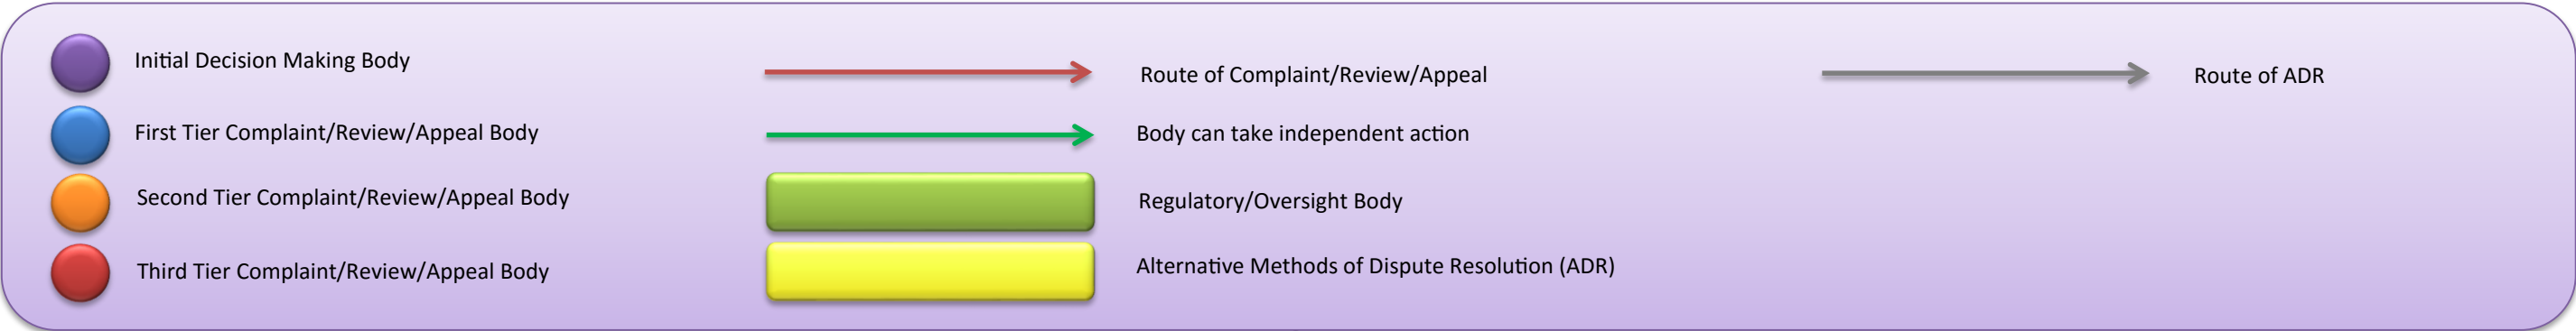 Initial Decision Making Body
First Tier Complaint/Review/Appeal Body
Second Tier Complaint/Review/Appeal Body
Third Tier Complaint/Review/Appeal Body
Route of Complaint/Review/Appeal
Body can take independent action
Regulatory/Oversight Body
Alternative Methods of Dispute Resolution (ADR)
Route of ADR